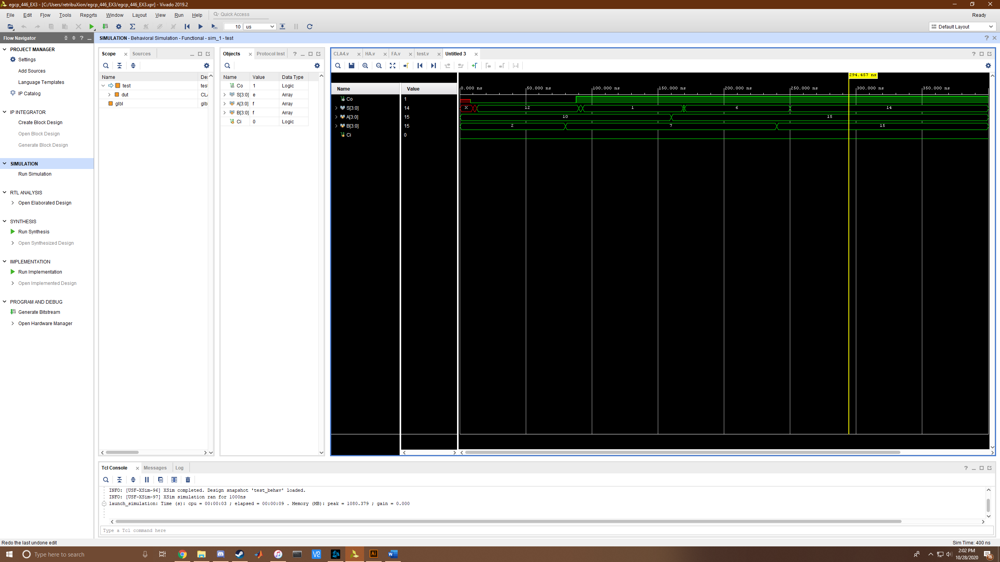 egcp_446_EX3 - [C:/Users/retribuXion/egcp_446_EX3/egcp_446_EX3.xpr] - Vivado 2019.2
File Edit Flow Tools Reports Window Layout View Run Help Quick Access Ready
10 us Default Layout
Flow Navigator ? SIMULATION - Behavioral Simulation - Functional - sim_1 - test ?
PROJECT MANAGER
Settings
Add Sources
Language Templates
IP Catalog
IP INTEGRATOR
Create Block Design
Open Block Design
Generate Block Design
SIMULATION
Run Simulation
RTL ANALYSIS
Open Elaborated Design
SYNTHESIS
Run Synthesis
Open Synthesized Design
IMPLEMENTATION
Run Implementation
Open Implemented Design
PROGRAM AND DEBUG
Generate Bitstream
Open Hardware Manager
Scope Sources
Name
test
dut CL
glbl glb
Objects Protocol Inst ?
Name Value Data Type
Co 1 Logic
S[3:0] e Array
A[3:0] f Array
B[3:0] f Array
Ci 0 Logic
CLA4.v HA.v FA.v test.v Untitled 3 ?
294.457 ns
Name Value 0.000 ns 50.000 ns 100.000 ns 150.000 ns 200.000 ns 250.000 ns 300.000 ns 350.000 ns
Co 1
S[3:0] 14 X 12 1 6 14
A[3:0] 15 10 15
B[3:0] 15 2 7 15
Ci 0
Tcl Console Messages Log ?
INFO: [USF-XSim-96] XSim completed. Design snapshot 'test_behav' loaded.
INFO: [USF-XSim-97] XSim simulation ran for 1000ns
launch_simulation: Time (s): cpu = 00:00:03 ; elapsed = 00:00:09 . Memory (MB): peak = 1080.379 ; gain = 0.000
Type a Tcl command here
Redo the last undone edit Sim Time: 400 ns
Type here to search Ai 2:02 PM
10/28/2020 16